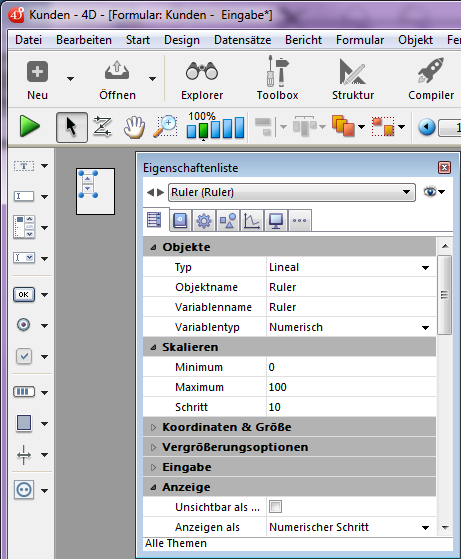 Kunden - 4D - [Formular: Kunden - Eingabe*]
Datei Bearbeiten Start Design Datensätze Bericht Formular Objekt
Neu Öffnen Explorer Toolbox Struktur Compiler
100%
Eigenschaftenliste
Ruler (Ruler)
Objekte
Typ Lineal
Objektname Ruler
Variablenname Ruler
Variablentyp Numerisch
Skalieren
Minimum 0
Maximum 100
Schritt 10
OK
Koordinaten & Größe
Vergrößerungsoptionen
Eingabe
Anzeige
Unsichtbar als ...
Anzeigen als Numerischer Schritt
Alle Themen